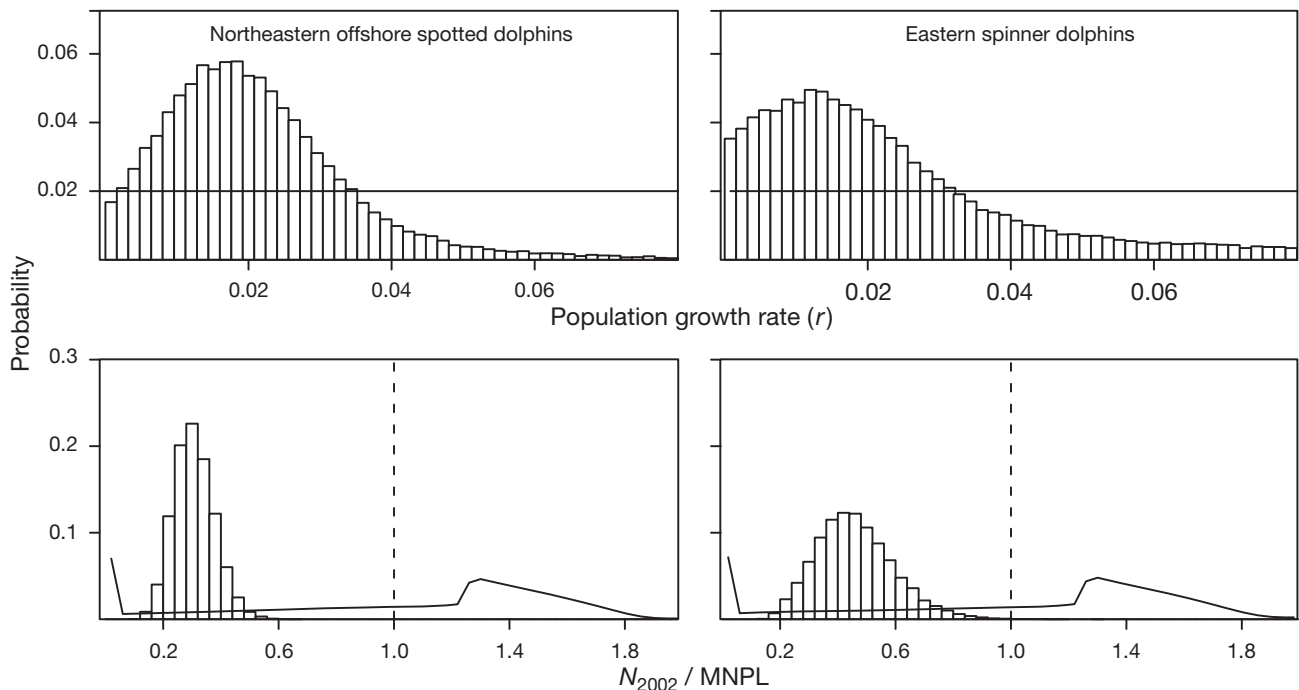 Northeastern offshore spotted dolphins
Eastern spinner dolphins
0.06
0.04
0.02
0.02 0.04 0.06
0.02 0.04 0.06
Population growth rate (r)
Probability
0.3
0.2
0.1
0.2 0.6 1.0 1.4 1.8
0.2 0.6 1.0 1.4 1.8
N2002 / MNPL